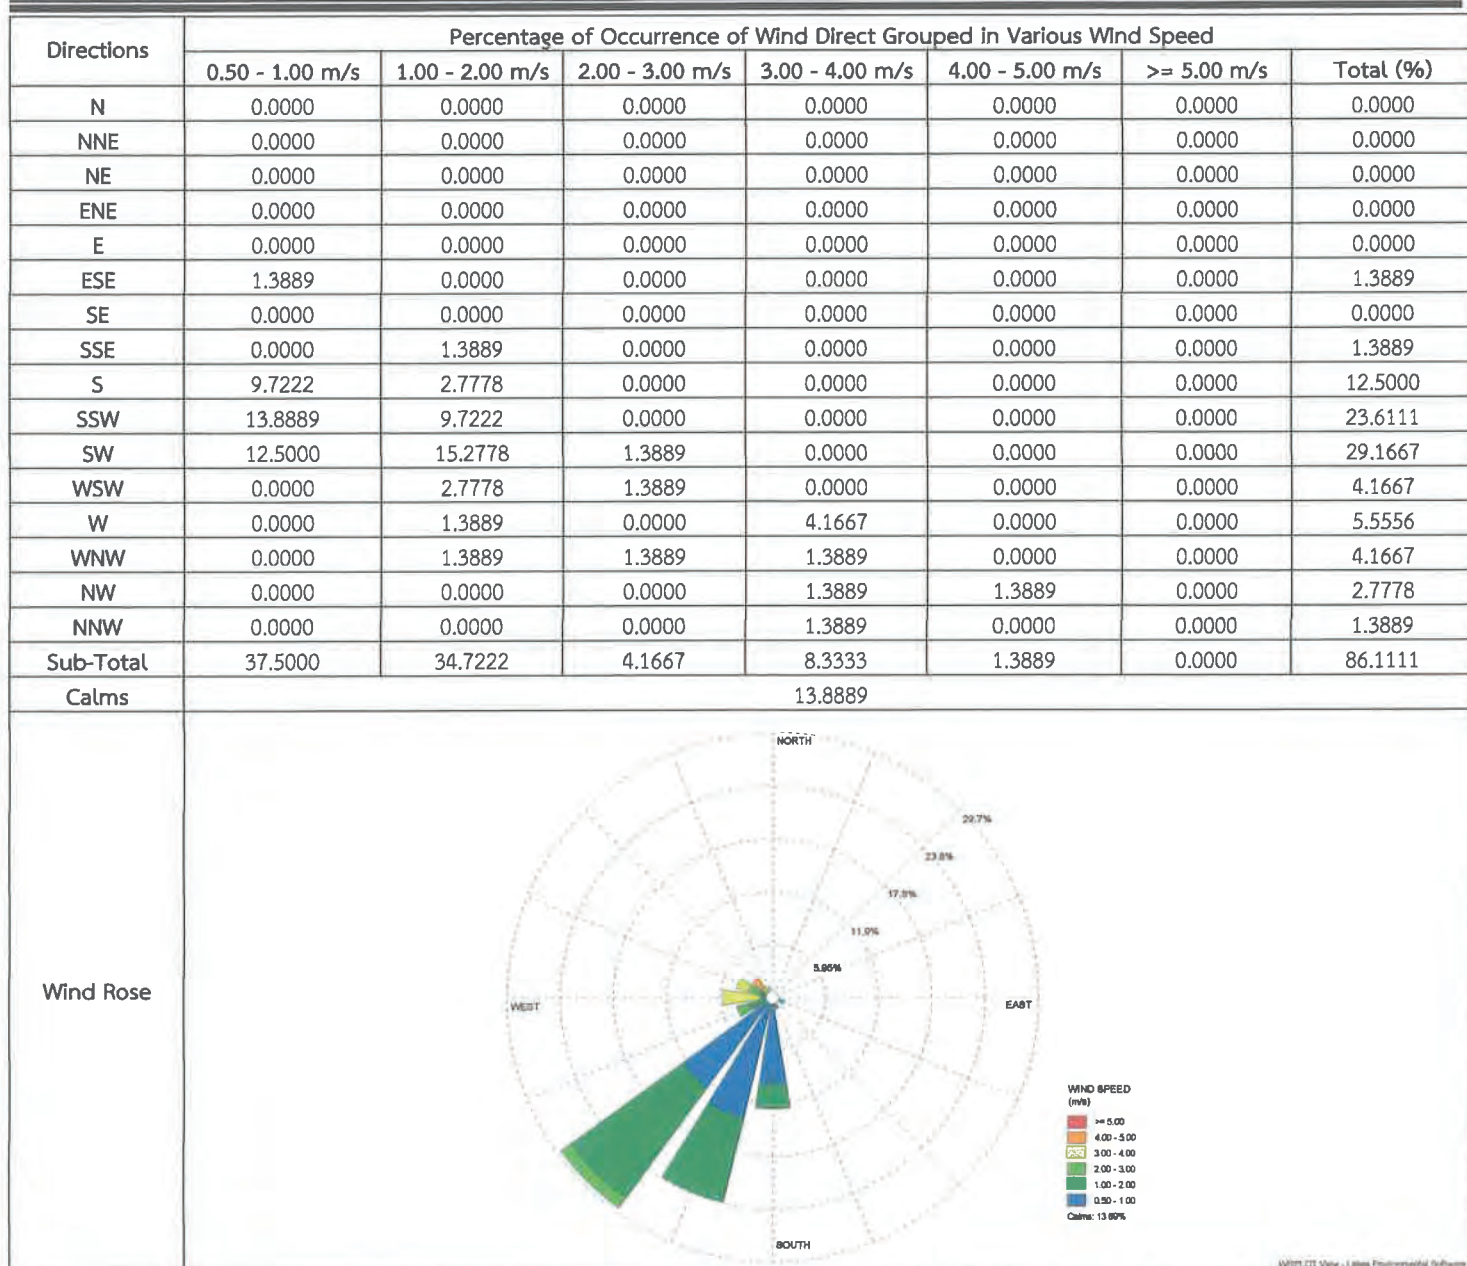 Directions Percentage of Occurrence of Wind Direct Grouped in Various Wind Speed
0.50 - 1.00 m/s 1.00 - 2.00 m/s 2.00 - 3.00 m/s 3.00 - 4.00 m/s 4.00 - 5.00 m/s >= 5.00 m/s Total (%)
N 0.0000 0.0000 0.0000 0.0000 0.0000 0.0000 0.0000
NNE 0.0000 0.0000 0.0000 0.0000 0.0000 0.0000 0.0000
NE 0.0000 0.0000 0.0000 0.0000 0.0000 0.0000 0.0000
ENE 0.0000 0.0000 0.0000 0.0000 0.0000 0.0000 0.0000
E 0.0000 0.0000 0.0000 0.0000 0.0000 0.0000 0.0000
ESE 1.3889 0.0000 0.0000 0.0000 0.0000 0.0000 1.3889
SE 0.0000 0.0000 0.0000 0.0000 0.0000 0.0000 0.0000
SSE 0.0000 1.3889 0.0000 0.0000 0.0000 0.0000 1.3889
S 9.7222 2.7778 0.0000 0.0000 0.0000 0.0000 12.5000
SSW 13.8889 9.7222 0.0000 0.0000 0.0000 0.0000 23.6111
SW 12.5000 15.2778 1.3889 0.0000 0.0000 0.0000 29.1667
WSW 0.0000 2.7778 1.3889 0.0000 0.0000 0.0000 4.1667
W 0.0000 1.3889 0.0000 4.1667 0.0000 0.0000 5.5556
WNW 0.0000 1.3889 1.3889 1.3889 0.0000 0.0000 4.1667
NW 0.0000 0.0000 0.0000 1.3889 1.3889 0.0000 2.7778
NNW 0.0000 0.0000 0.0000 1.3889 0.0000 0.0000 1.3889
Sub-Total 37.5000 34.7222 4.1667 8.3333 1.3889 0.0000 86.1111
Calms 13.8889
Wind Rose
NORTH
29.7%
23.8%
17.8%
11.9%
5.95%
WEST EAST
SOUTH
WIND SPEED
(m/s)
>= 5.00
4.00 - 5.00
3.00 - 4.00
2.00 - 3.00
1.00 - 2.00
0.50 - 1.00
Calms: 13.89%
WRPLOT View - Lakes Environmental Software